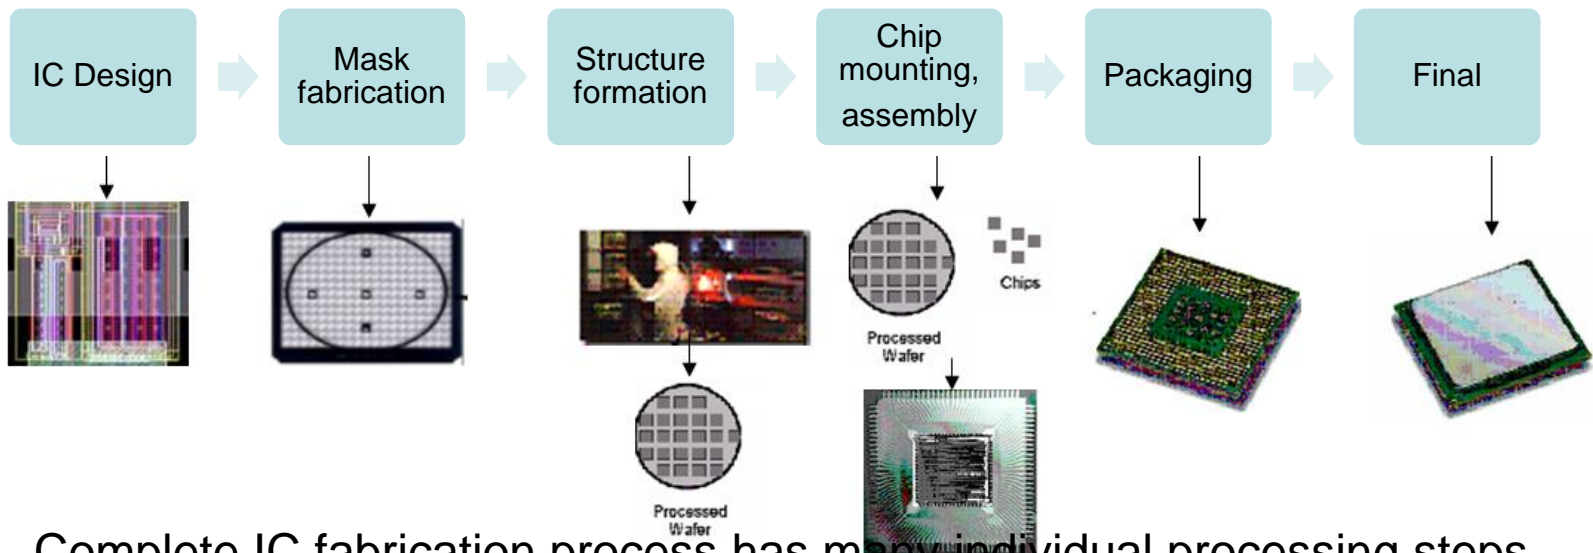 IC Design
Mask
fabrication
Structure
formation
Chip
mounting,
assembly
Packaging
Final
Chips
Processed
Wafer
Processed
Wafer
Complete IC fabrication process has many individual processing steps